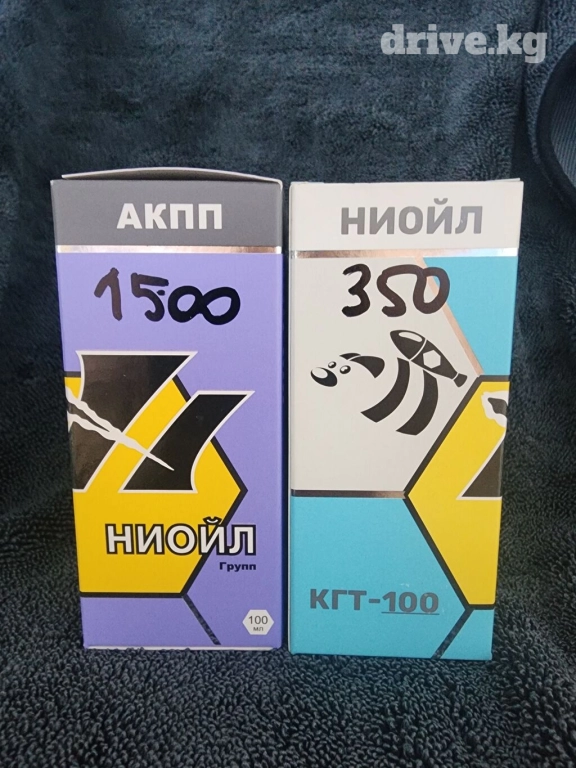 drive.kg
АКПП
1500
НИОЙЛ
Групп
100
мл
НИОЙЛ
350
КГТ-100